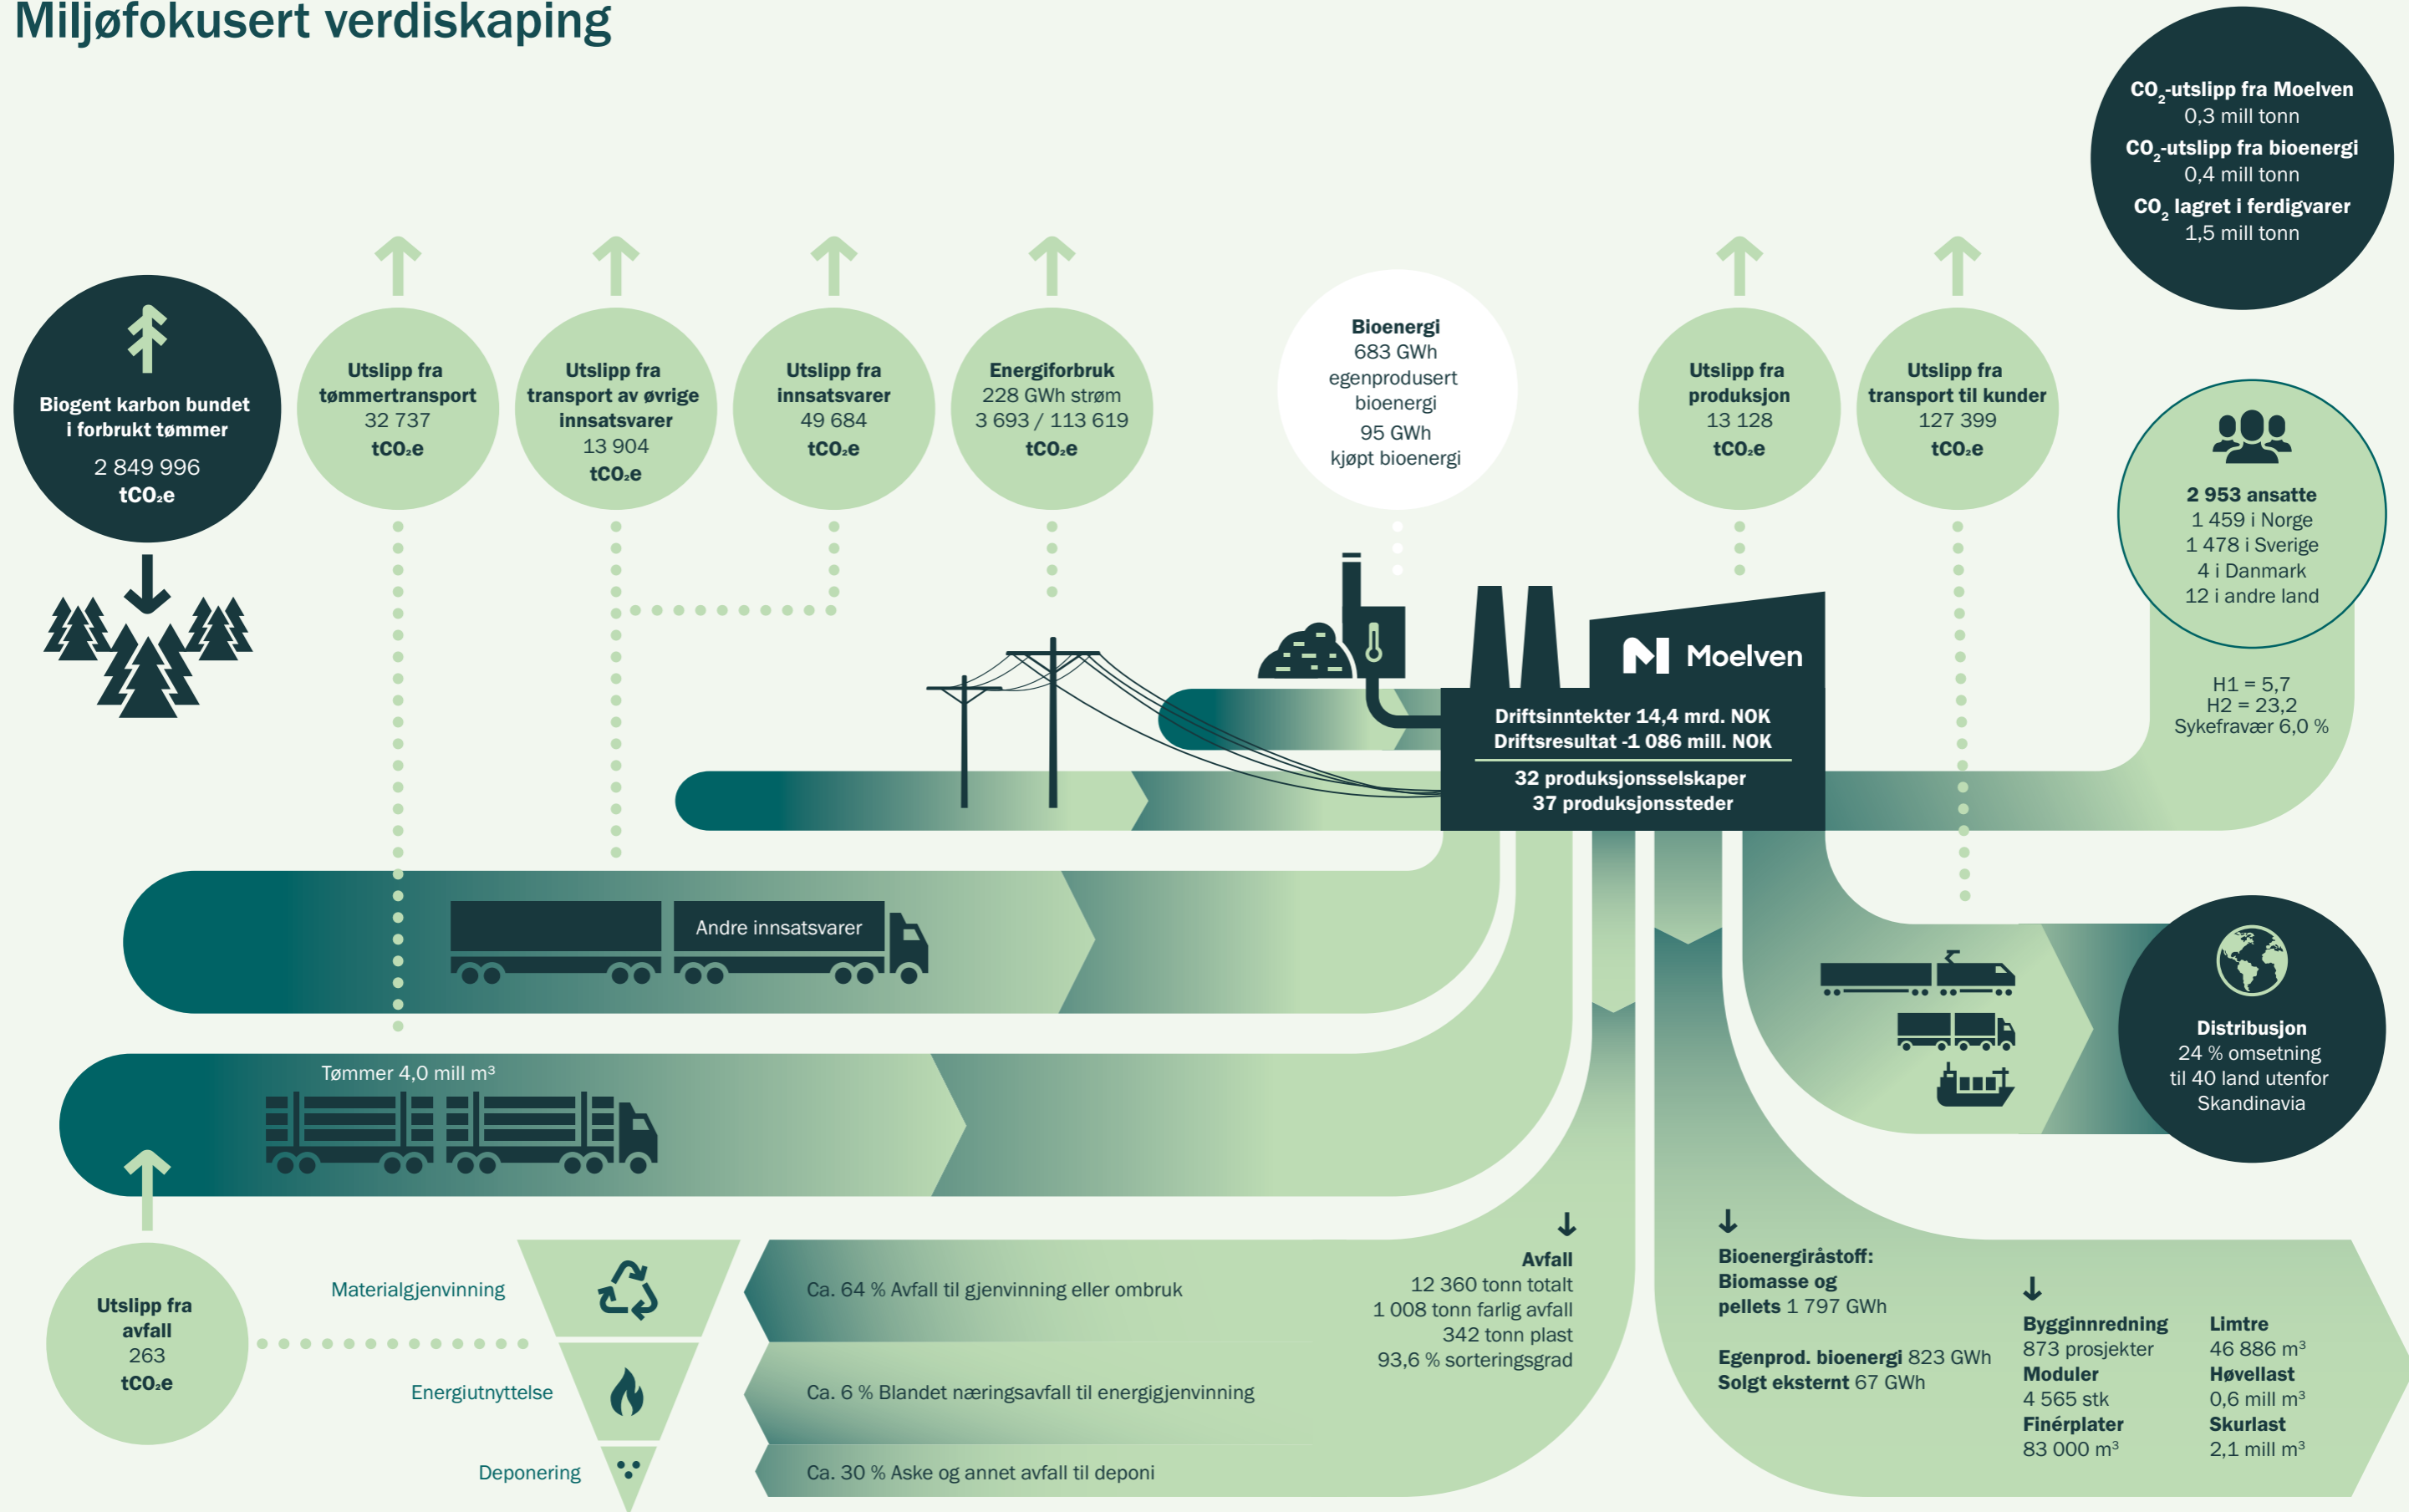 Miljøfokusert verdiskaping
CO₂-utslipp fra Moelven
0,3 mill tonn
CO₂-utslipp fra bioenergi
0,4 mill tonn
CO₂ lagret i ferdigvarer
1,5 mill tonn
Biogent karbon bundet
i forbrukt tømmer
2 849 996
tCO₂e
Utslipp fra
tømmertransport
32 737
tCO₂e
Utslipp fra
transport av øvrige
innsatsvarer
13 904
tCO₂e
Utslipp fra
innsatsvarer
49 684
tCO₂e
Energiforbruk
228 GWh strøm
3 693 / 113 619
tCO₂e
Bioenergi
683 GWh
egenprodusert
bioenergi
95 GWh
kjøpt bioenergi
Utslipp fra
produksjon
13 128
tCO₂e
Utslipp fra
transport til kunder
127 399
tCO₂e
2 953 ansatte
1 459 i Norge
1 478 i Sverige
4 i Danmark
12 i andre land
H1 = 5,7
H2 = 23,2
Sykefravær 6,0 %
Moelven
Driftsinntekter 14,4 mrd. NOK
Driftsresultat -1 086 mill. NOK
32 produksjonsselskaper
37 produksjonssteder
Andre innsatsvarer
Tømmer 4,0 mill m³
Distribusjon
24 % omsetning
til 40 land utenfor
Skandinavia
Utslipp fra
avfall
263
tCO₂e
Materialgjenvinning
Energiutnyttelse
Deponering
Ca. 64 % Avfall til gjenvinning eller ombruk
Ca. 6 % Blandet næringsavfall til energigjenvinning
Ca. 30 % Aske og annet avfall til deponi
Avfall
12 360 tonn totalt
1 008 tonn farlig avfall
342 tonn plast
93,6 % sorteringsgrad
Bioenergiråstoff:
Biomasse og
pellets 1 797 GWh
Egenprod. bioenergi 823 GWh
Solgt eksternt 67 GWh
Bygginnredning
873 prosjekter
Moduler
4 565 stk
Finérplater
83 000 m³
Limtre
46 886 m³
Høvellast
0,6 mill m³
Skurlast
2,1 mill m³